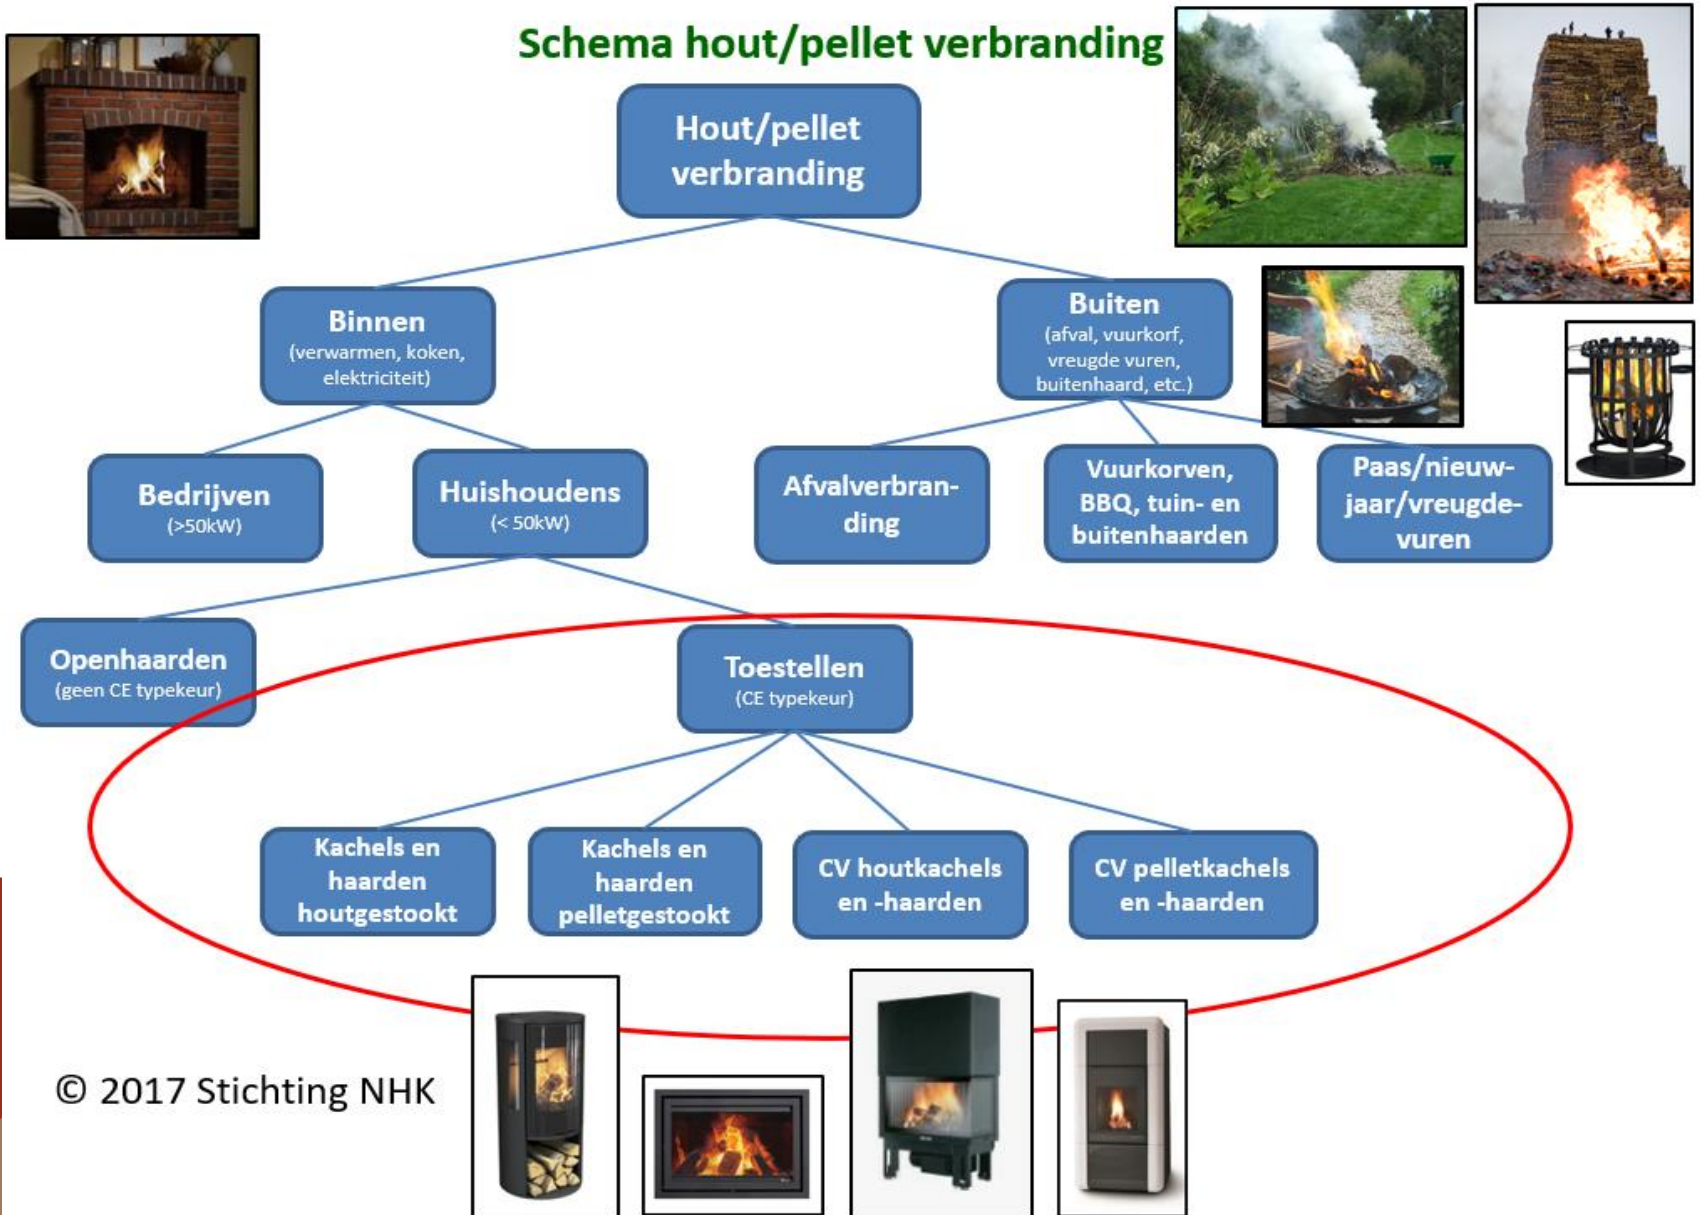 Schema hout/pellet verbranding
Hout/pellet
verbranding
Binnen
(verwarmen, koken,
elektriciteit)
Buiten
(afval, vuurkorf,
vreugde vuren,
buitenhaard, etc.)
Bedrijven
(>50kW)
Huishoudens
(< 50kW)
Afvalverbran-
ding
Vuurkorven,
BBQ, tuin- en
buitenhaarden
Paas/nieuw-
jaar/vreugde-
vuren
Openhaarden
(geen CE typekeur)
Toestellen
(CE typekeur)
Kachels en
haarden
houtgestookt
Kachels en
haarden
pelletgestookt
CV houtkachels
en -haarden
CV pelletkachels
en -haarden
© 2017 Stichting NHK